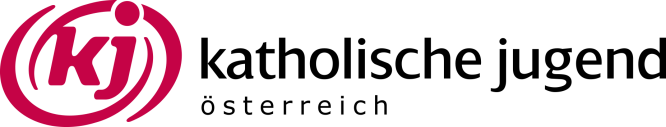 kj
katholische jugend
österreich